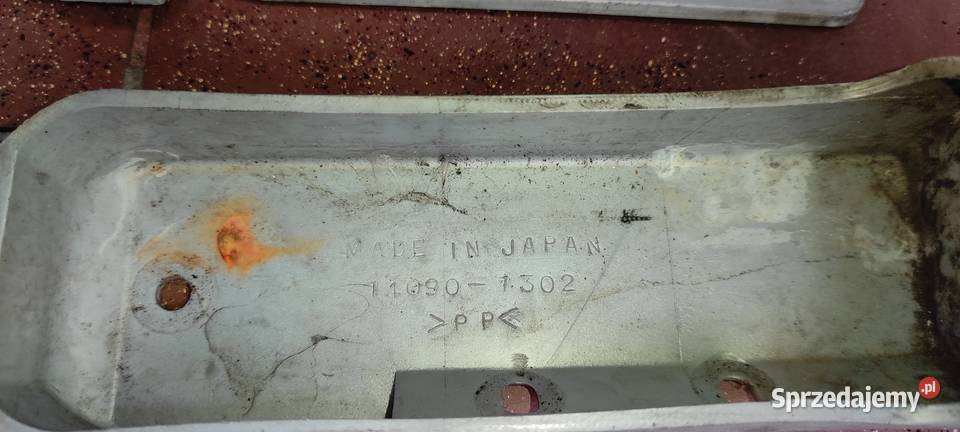 MADE IN JAPAN
11090-1302
>PP<
Sprzedajemy.pl